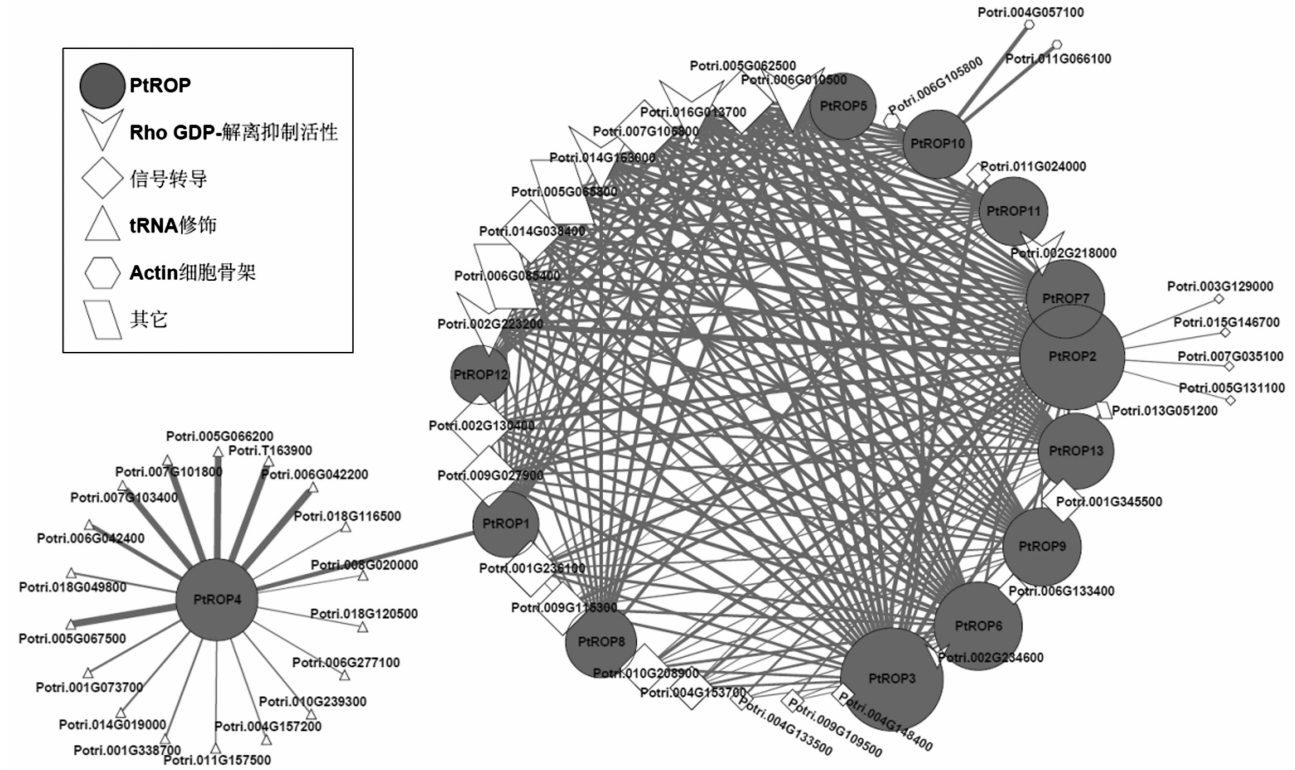 PtROP
Rho GDP-解离抑制活性
信号转导
tRNA修饰
Actin细胞骨架
其它
Potri.004G057100
Potri.011G066100
Potri.005G062500
Potri.006G010500
Potri.006G105800
PtROP5
Potri.016G013700
Potri.007G106800
PtROP10
Potri.014G163000
Potri.011G024000
Potri.005G065800
PtROP11
Potri.014G038400
Potri.002G218000
Potri.006G085400
Potri.003G129000
PtROP7
Potri.002G223200
Potri.015G146700
PtROP2
Potri.007G035100
PtROP12
Potri.005G131100
Potri.013G051200
Potri.002G130400
PtROP13
Potri.009G027900
Potri.001G345500
PtROP1
PtROP9
Potri.001G236100
Potri.006G133400
Potri.009G115300
PtROP6
PtROP8
Potri.002G234600
Potri.010G208900
PtROP3
Potri.004G153700
Potri.004G133500
Potri.009G109500
Potri.004G148400
Potri.005G066200
Potri.T163900
Potri.007G101800
Potri.006G042200
Potri.007G103400
Potri.018G116500
Potri.006G042400
Potri.008G020000
Potri.018G049800
PtROP4
Potri.018G120500
Potri.005G067500
Potri.006G277100
Potri.001G073700
Potri.010G239300
Potri.014G019000
Potri.004G157200
Potri.001G338700
Potri.011G157500